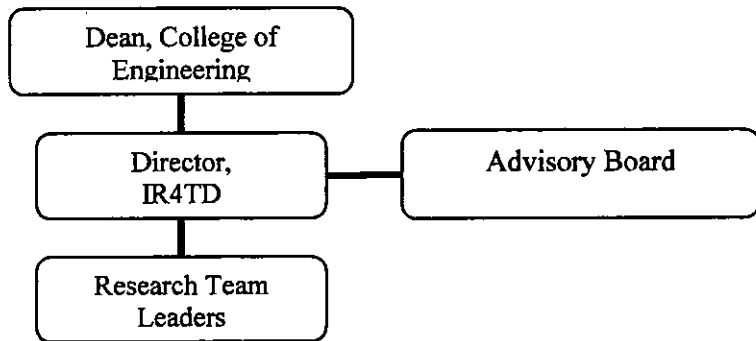 Dean, College of
Engineering
Director,
IR4TD
Advisory Board
Research Team
Leaders